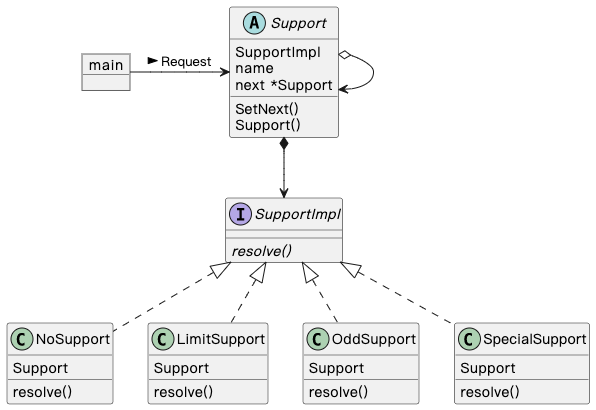 A Support
SupportImpl
name
next *Support
SetNext()
Support()
main
► Request
I SupportImpl
resolve()
C NoSupport
Support
resolve()
C LimitSupport
Support
resolve()
C OddSupport
Support
resolve()
C SpecialSupport
Support
resolve()